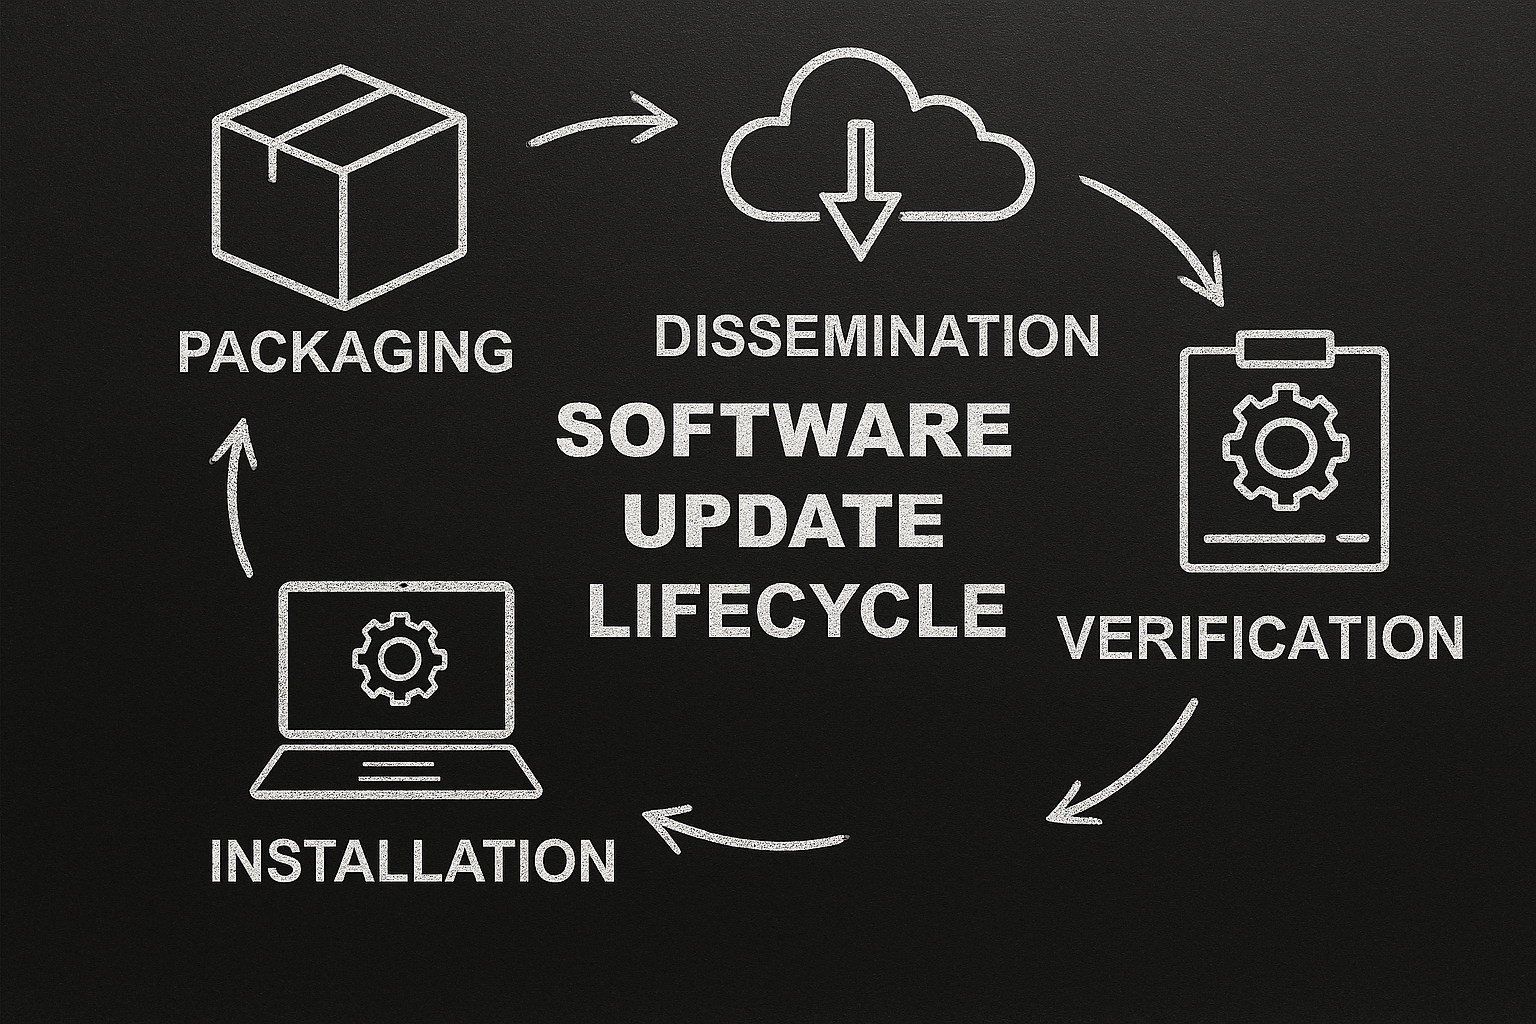 PACKAGING
DISSEMINATION
SOFTWARE
UPDATE
LIFECYCLE
VERIFICATION
INSTALLATION